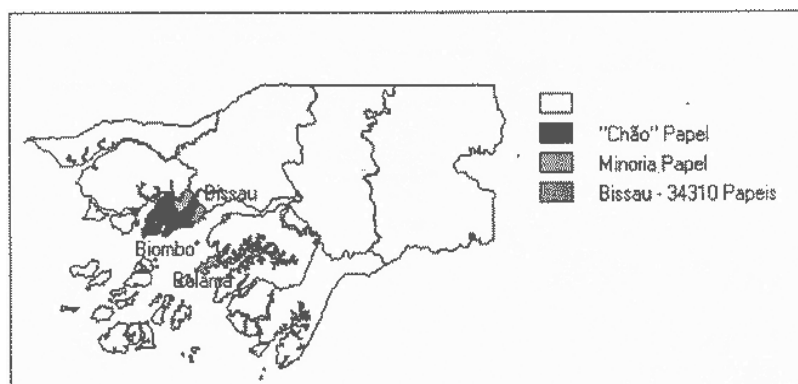 "Chão" Papel
Minoria Papel
Bissau - 34310 Papeis
Bissau
Biombo
Bolama